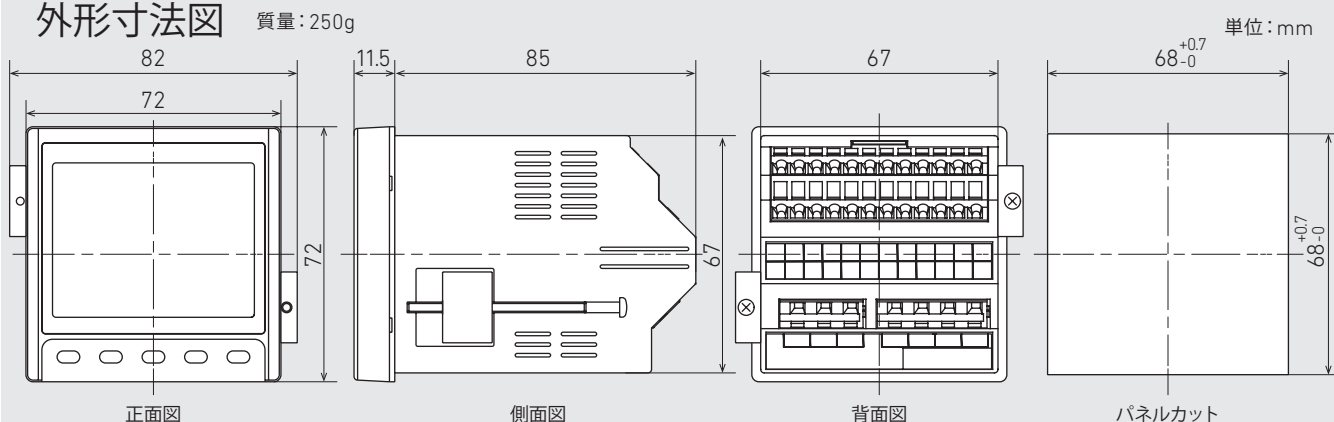 外形寸法図 質量：250g
単位：mm
82
72
11.5
85
67
68 +0.7 -0
72
67
68 +0.7 -0
正面図
側面図
背面図
パネルカット